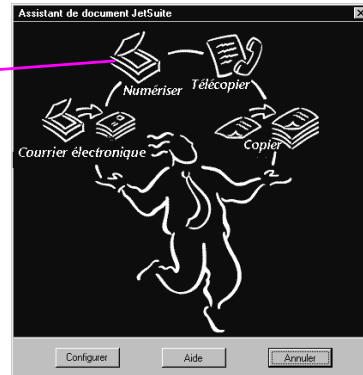 Assistant de document JetSuite
Numériser
Télécopier
Courrier électronique
Copier
Configurer
Aide
Annuler